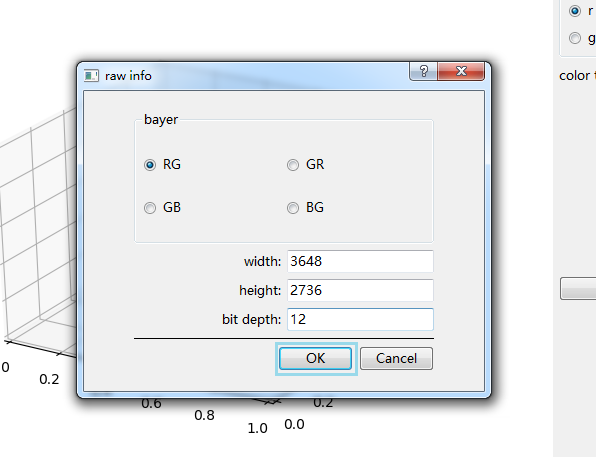 r
g
color
raw info
bayer
RG
GR
GB
BG
width: 3648
height: 2736
bit depth: 12
OK
Cancel
0
0.2
0.6
0.8
1.0
0.0
0.2